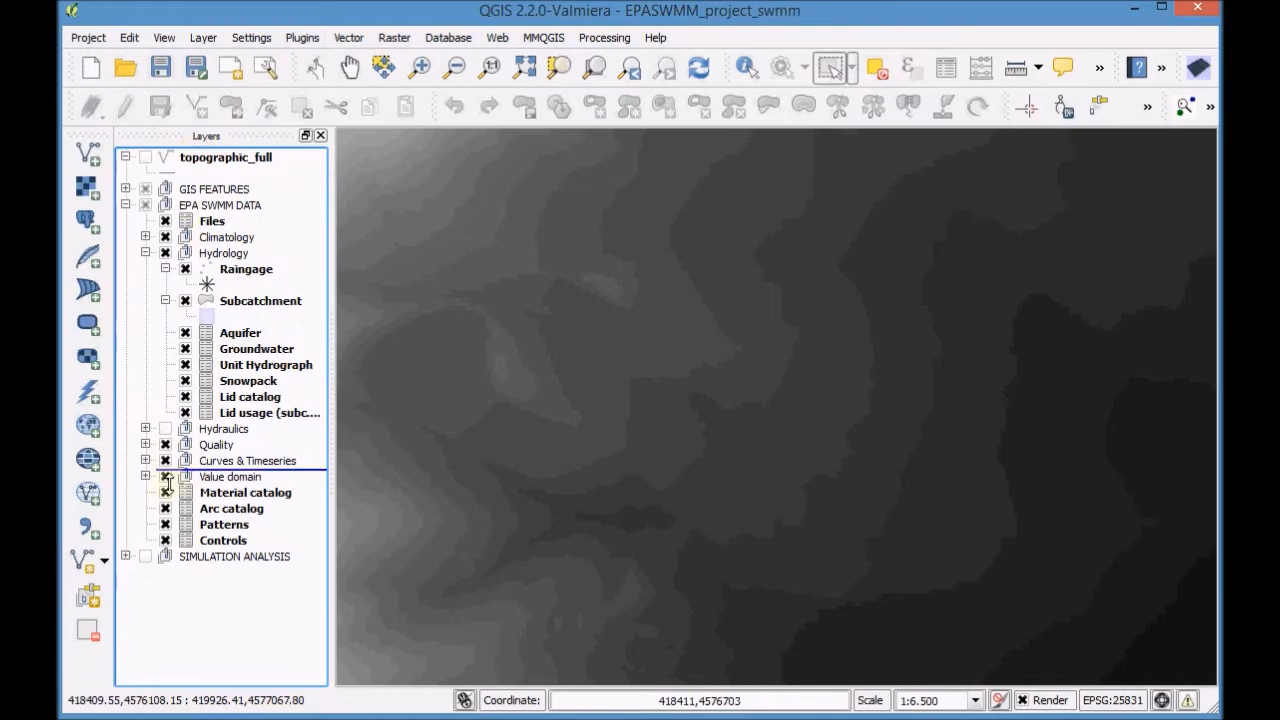 QGIS 2.2.0-Valmiera - EPASWMM_project_swmm
Project Edit View Layer Settings Plugins Vector Raster Database Web MMQGIS Processing Help
Layers
topographic_full
GIS FEATURES
EPA SWMM DATA
Files
Climatology
Hydrology
Raingage
Subcatchment
Aquifer
Groundwater
Unit Hydrograph
Snowpack
Lid catalog
Lid usage (subc....
Hydraulics
Quality
Curves & Timeseries
Value domain
Material catalog
Arc catalog
Patterns
Controls
SIMULATION ANALYSIS
418409.55,4576108.15 : 419926.41,4577067.80 Coordinate: 418411,4576703 Scale 1:6.500 Render EPSG:25831